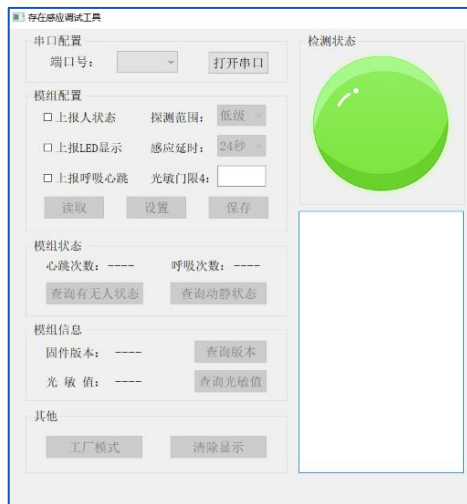 存在感应调试工具
串口配置
端口号：
打开串口
模组配置
上报人状态 探测范围： 低级
上报LED显示 感应延时： 24秒
上报呼吸心跳 光敏门限4：
读取 设置 保存
模组状态
心跳次数：---- 呼吸次数：----
查询有无人状态 查询动静状态
模组信息
固件版本： ---- 查询版本
光 敏 值： ---- 查询光敏值
其他
工厂模式 清除显示
检测状态